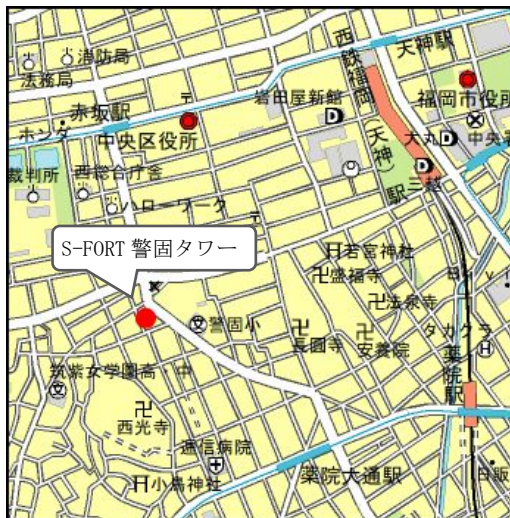 消防局
法務局
西鉄福岡
(天神)
駅
天神駅
赤坂駅
ホンダ
中央区役所
岩田屋新館
福岡市役所
大丸
中央署
三越
裁判所
西総合庁舎
ハローワーク
S-FORT 警固タワー
若宮神社
盛福寺
法泉寺
警固小
長圓寺
安養院
タカクラ
薬院駅
筑紫女学園高・中
西光寺
逓信病院
小烏神社
薬院大通駅
日販